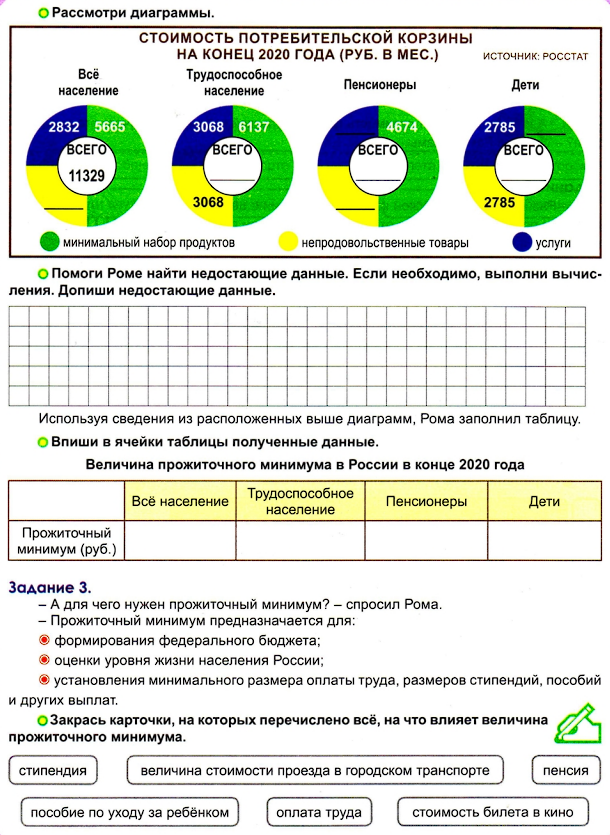 Рассмотри диаграммы.
СТОИМОСТЬ ПОТРЕБИТЕЛЬСКОЙ КОРЗИНЫ
НА КОНЕЦ 2020 ГОДА (РУБ. В МЕС.)
ИСТОЧНИК: РОССТАТ
Всё население
2832 5665
ВСЕГО
11329
Трудоспособное население
3068 6137
ВСЕГО
3068
Пенсионеры
4674
ВСЕГО
Дети
2785
ВСЕГО
2785
минимальный набор продуктов непродовольственные товары услуги
Помоги Роме найти недостающие данные. Если необходимо, выполни вычис-
ления. Допиши недостающие данные.
Используя сведения из расположенных выше диаграмм, Рома заполнил таблицу.
Впиши в ячейки таблицы полученные данные.
Величина прожиточного минимума в России в конце 2020 года
Всё население Трудоспособное население Пенсионеры Дети
Прожиточный
минимум (руб.)
Задание 3.
– А для чего нужен прожиточный минимум? – спросил Рома.
– Прожиточный минимум предназначается для:
формирования федерального бюджета;
оценки уровня жизни населения России;
установления минимального размера оплаты труда, размеров стипендий, пособий
и других выплат.
Закрась карточки, на которых перечислено всё, на что влияет величина
прожиточного минимума.
стипендия величина стоимости проезда в городском транспорте пенсия
пособие по уходу за ребёнком оплата труда стоимость билета в кино